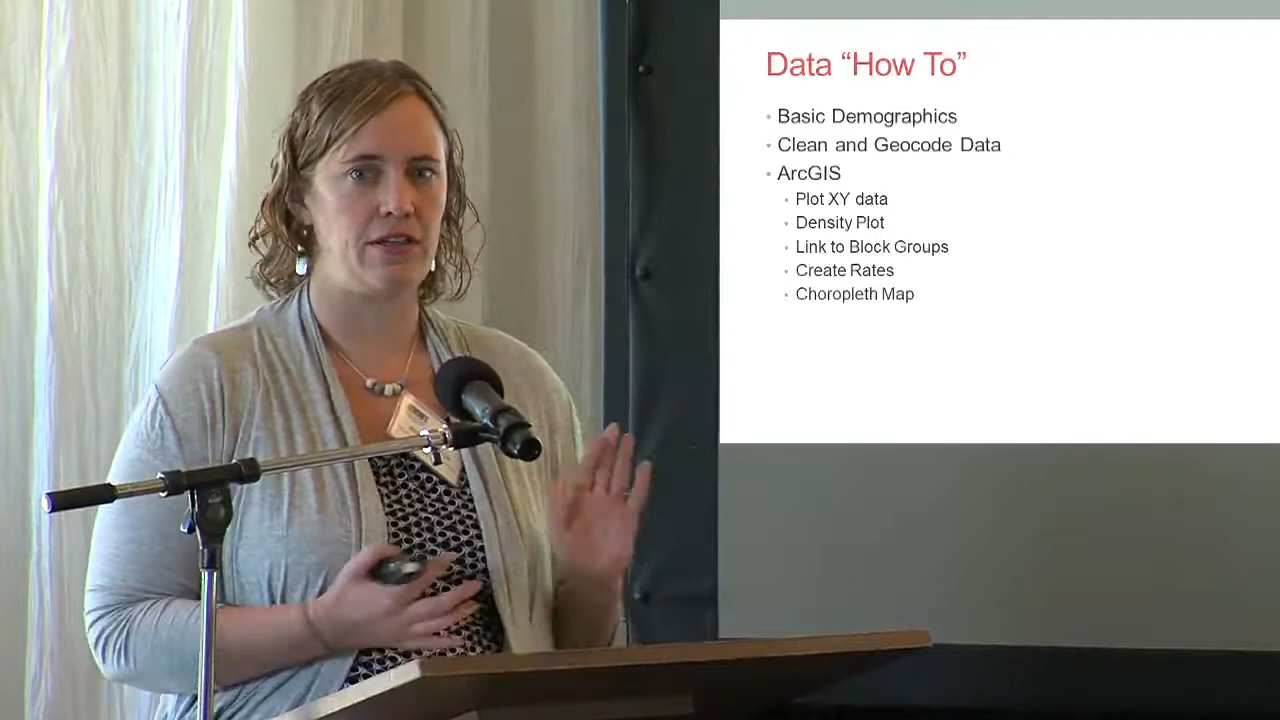 Data “How To”
• Basic Demographics
• Clean and Geocode Data
• ArcGIS
• Plot XY data
• Density Plot
• Link to Block Groups
• Create Rates
• Choropleth Map